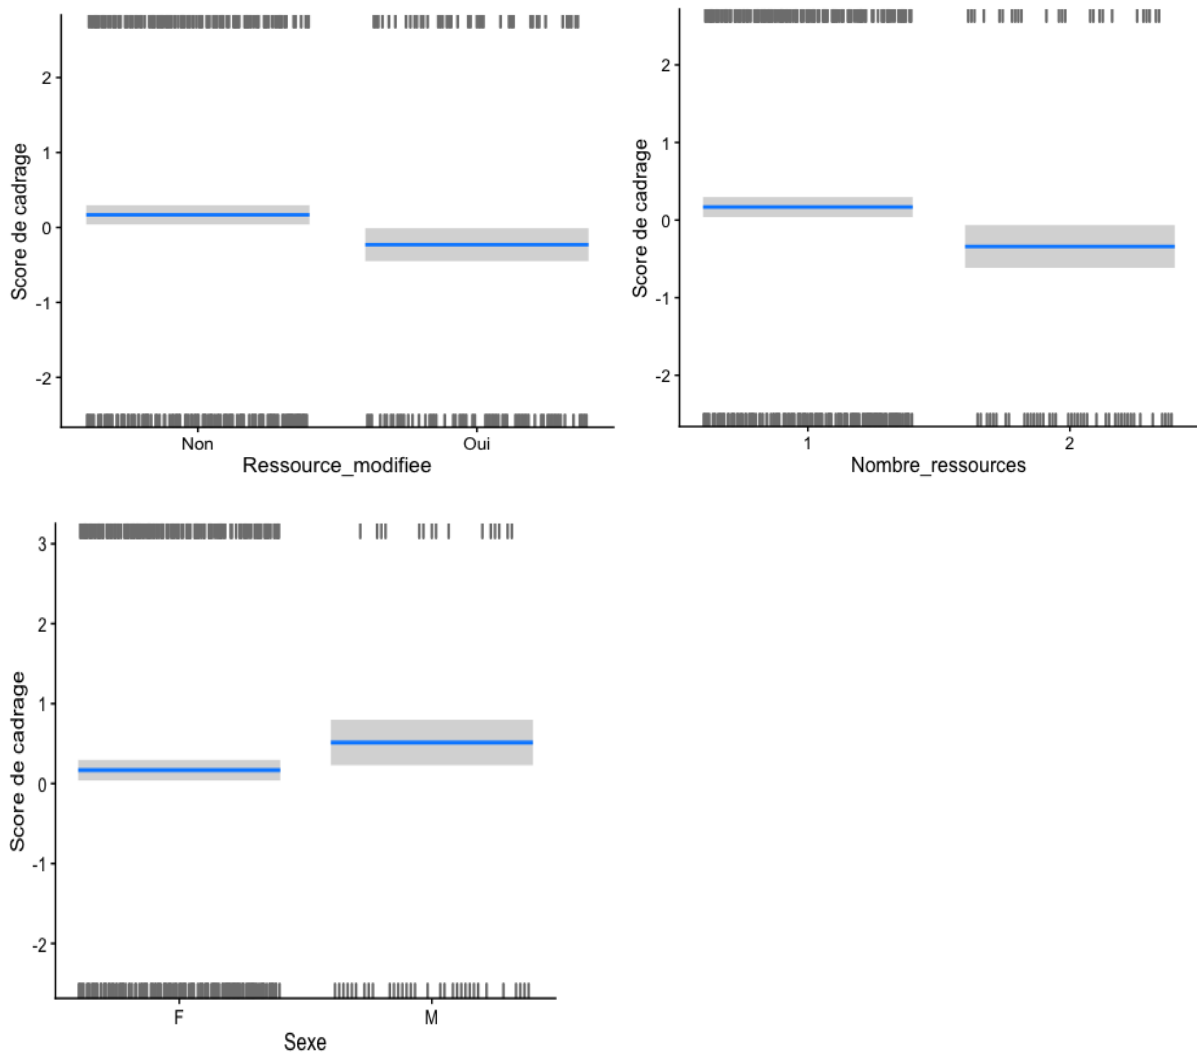 Score de cadrage
2
1
0
-1
-2
Non Oui
Ressource_modifiee
Score de cadrage
2
1
0
-1
-2
1 2
Nombre_ressources
Score de cadrage
3
2
1
0
-1
-2
F M
Sexe